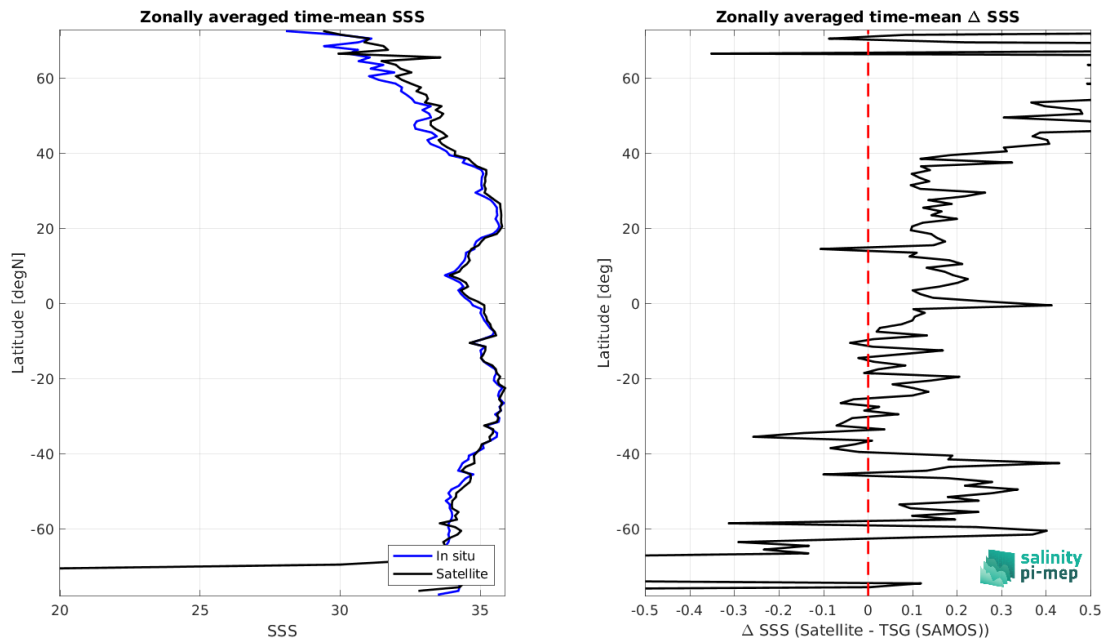 Zonally averaged time-mean SSS
60
40
20
0
-20
-40
-60
Latitude [degN]
20
25
30
35
SSS
In situ
Satellite
Zonally averaged time-mean Δ SSS
60
40
20
0
-20
-40
-60
Latitude [deg]
-0.5
-0.4
-0.3
-0.2
-0.1
0
0.1
0.2
0.3
0.4
0.5
Δ SSS (Satellite - TSG (SAMOS))
salinity
pi-mep